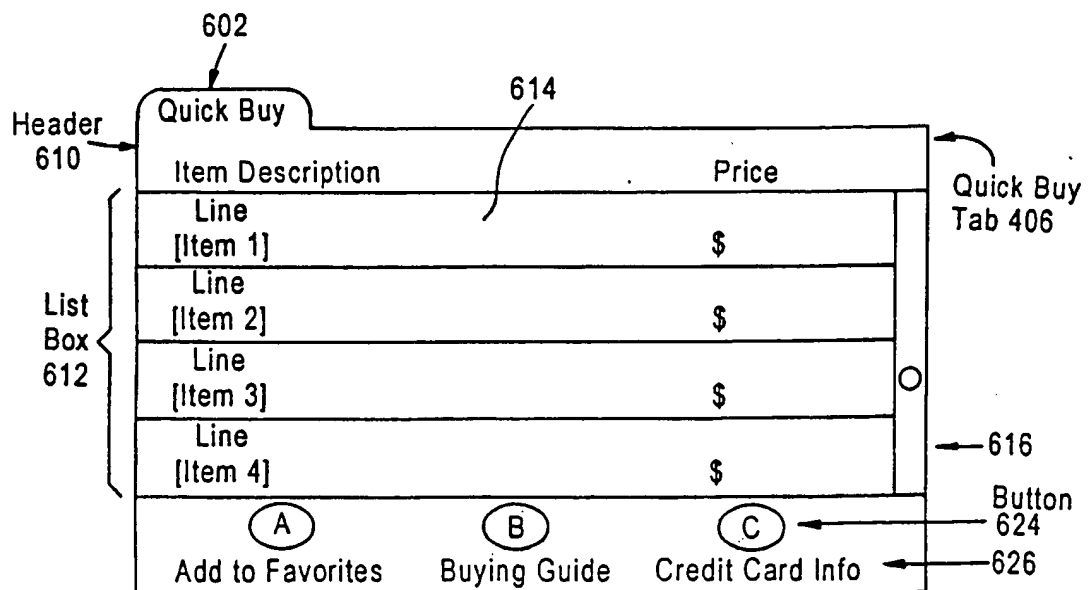 602
Quick Buy
614
Header
610
Item Description Price
Quick Buy
Tab 406
Line
[Item 1] $
Line
[Item 2] $
List
Box
612
Line
[Item 3] $
Line
[Item 4] $
616
A B C
Button
624
Add to Favorites Buying Guide Credit Card Info
626